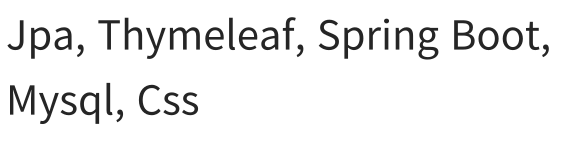 Jpa, Thymeleaf, Spring Boot,
Mysql, Css